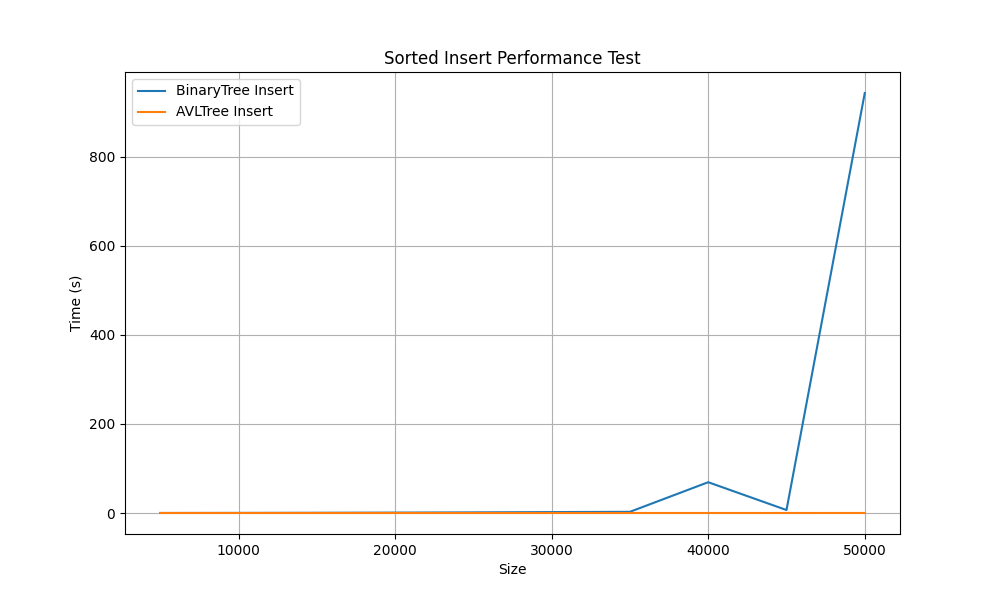 Sorted Insert Performance Test
BinaryTree Insert
AVLTree Insert
800
600
400
200
0
Time (s)
10000 20000 30000 40000 50000
Size